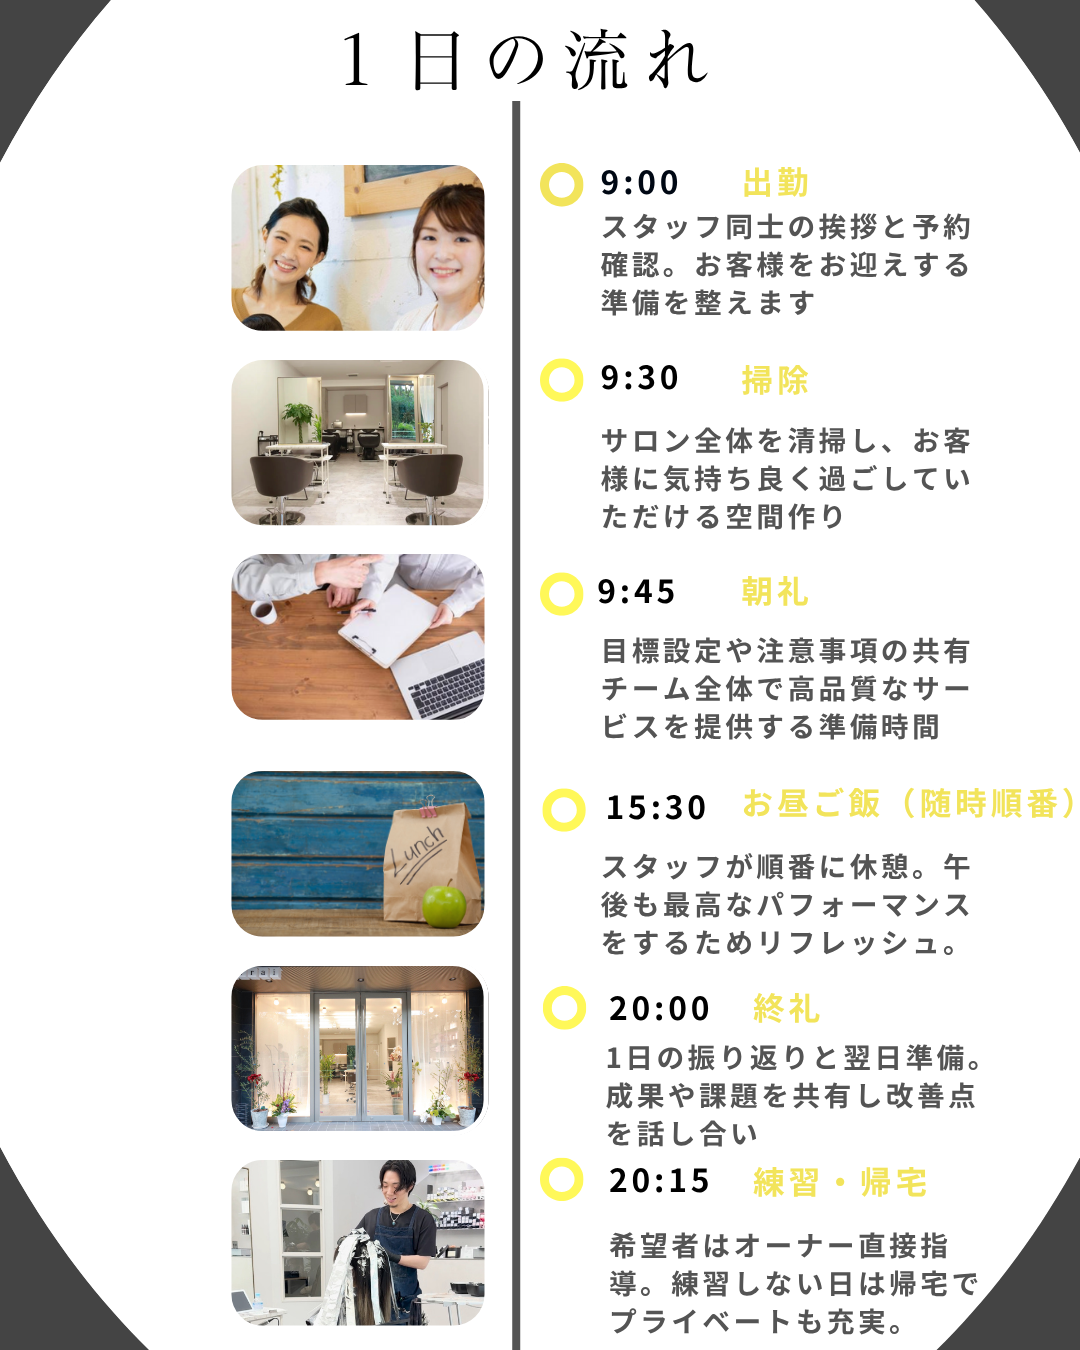 1日の流れ
9:00 出勤
スタッフ同士の挨拶と予約
確認。お客様をお迎えする
準備を整えます
9:30 掃除
サロン全体を清掃し、お客
様に気持ち良く過ごしてい
ただける空間作り
9:45 朝礼
目標設定や注意事項の共有
チーム全体で高品質なサー
ビスを提供する準備時間
Lunch
15:30 お昼ご飯（随時順番）
スタッフが順番に休憩。午
後も最高なパフォーマンス
をするためリフレッシュ。
rai
20:00 終礼
1日の振り返りと翌日準備。
成果や課題を共有し改善点
を話し合い
20:15 練習・帰宅
希望者はオーナー直接指
導。練習しない日は帰宅で
プライベートも充実。